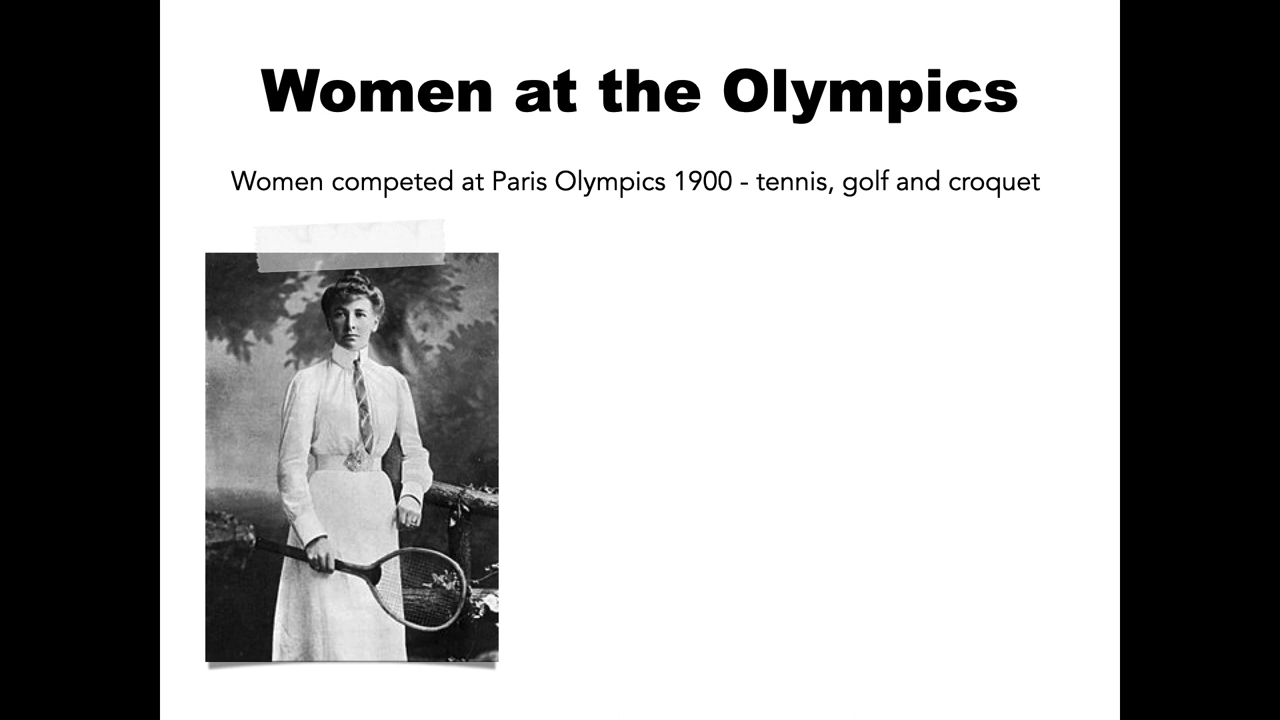 Women at the Olympics
Women competed at Paris Olympics 1900 - tennis, golf and croquet